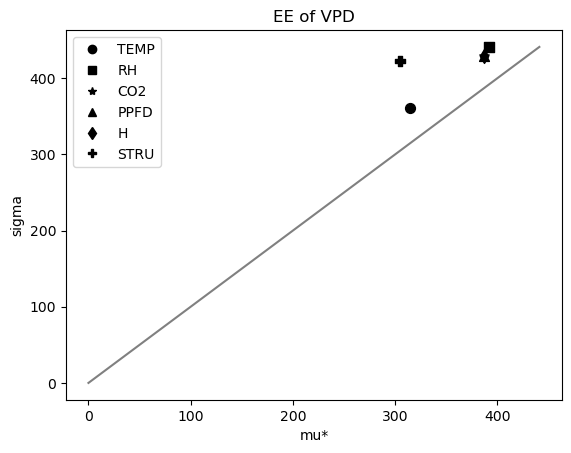 EE of VPD
TEMP
RH
CO2
PPFD
H
STRU
sigma
400
300
200
100
0
0 100 200 300 400
mu*